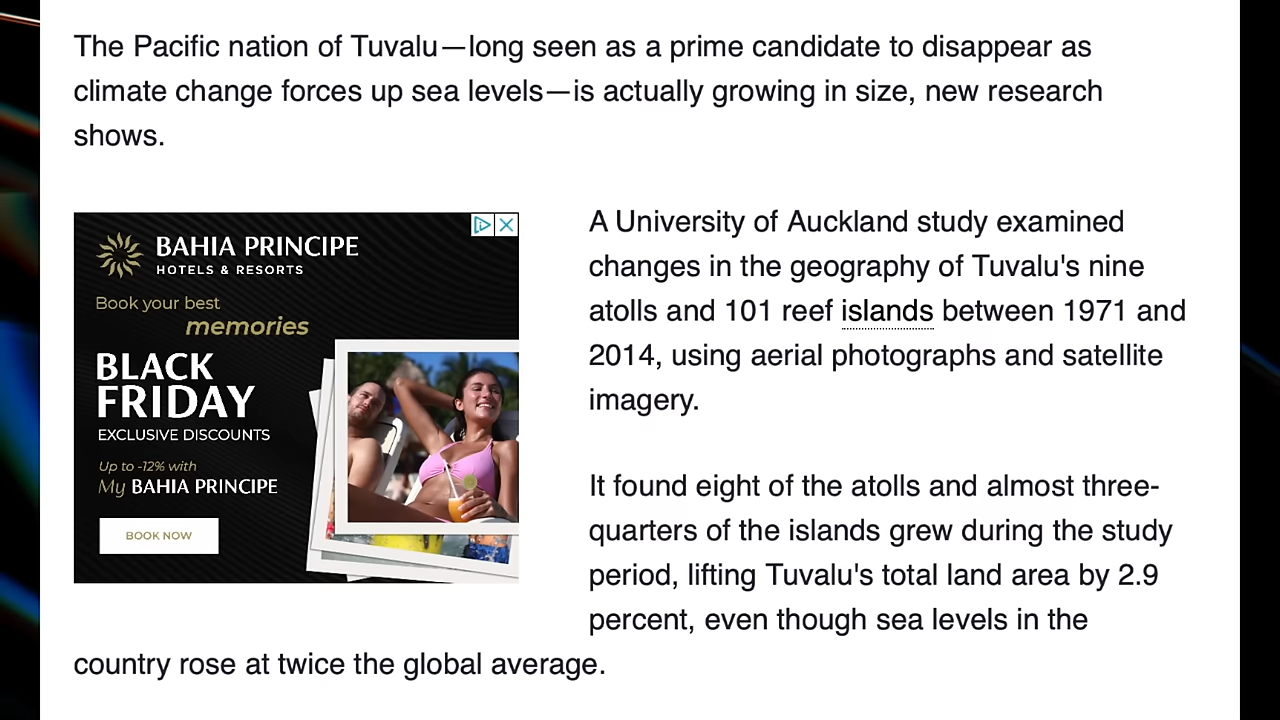 The Pacific nation of Tuvalu—long seen as a prime candidate to disappear as
climate change forces up sea levels—is actually growing in size, new research
shows.
BAHIA PRINCIPE
HOTELS & RESORTS
Book your best
memories
BLACK
FRIDAY
EXCLUSIVE DISCOUNTS
Up to -12% with
My BAHIA PRINCIPE
BOOK NOW
A University of Auckland study examined
changes in the geography of Tuvalu's nine
atolls and 101 reef islands between 1971 and
2014, using aerial photographs and satellite
imagery.
It found eight of the atolls and almost three-
quarters of the islands grew during the study
period, lifting Tuvalu's total land area by 2.9
percent, even though sea levels in the
country rose at twice the global average.